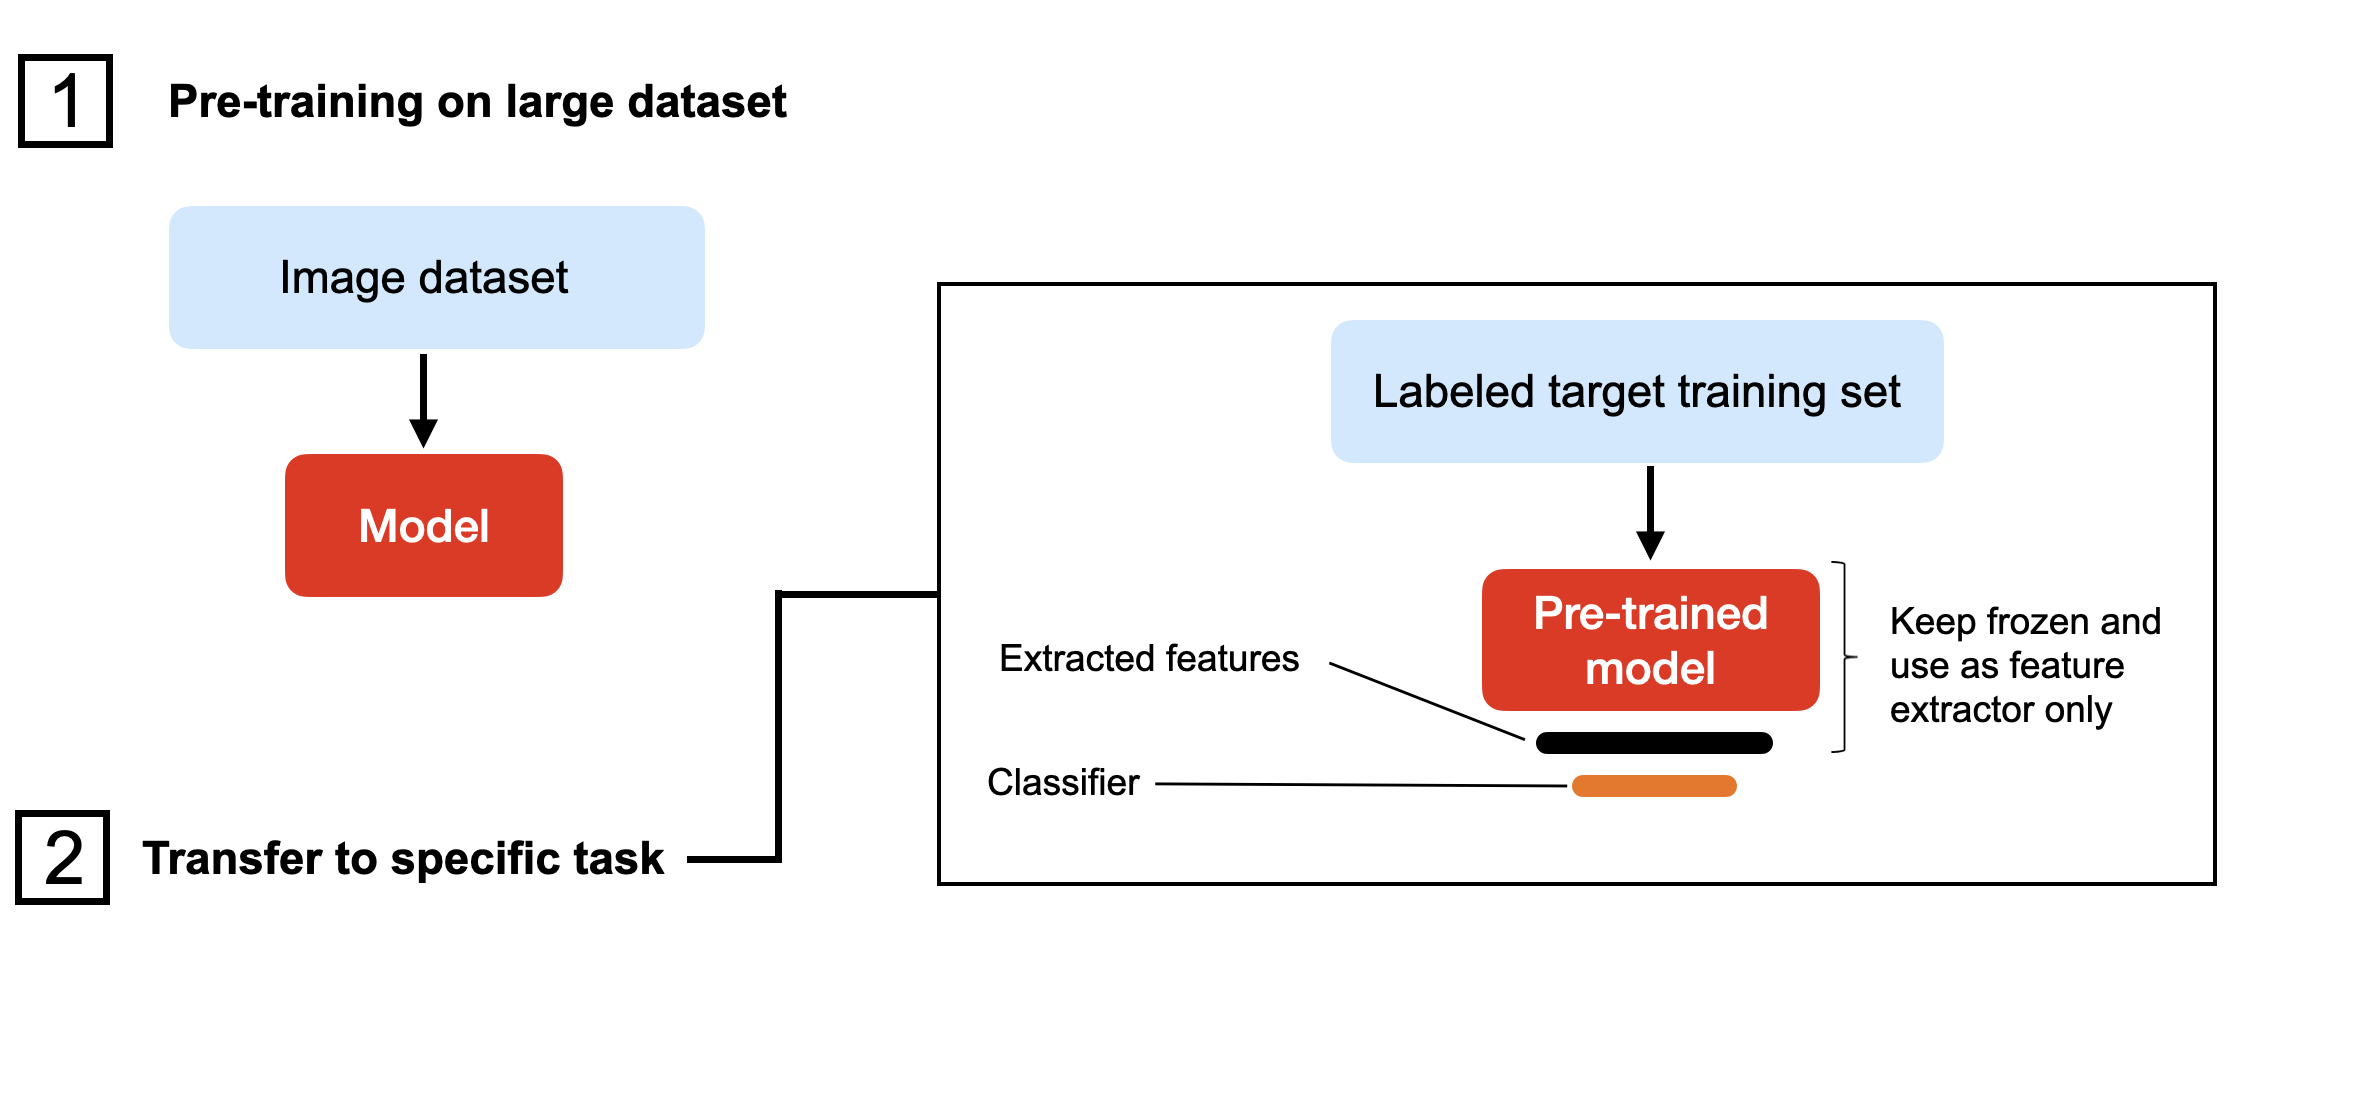 1
Pre-training on large dataset
Image dataset
Model
2
Transfer to specific task
Labeled target training set
Pre-trained
model
Keep frozen and
use as feature
extractor only
Extracted features
Classifier